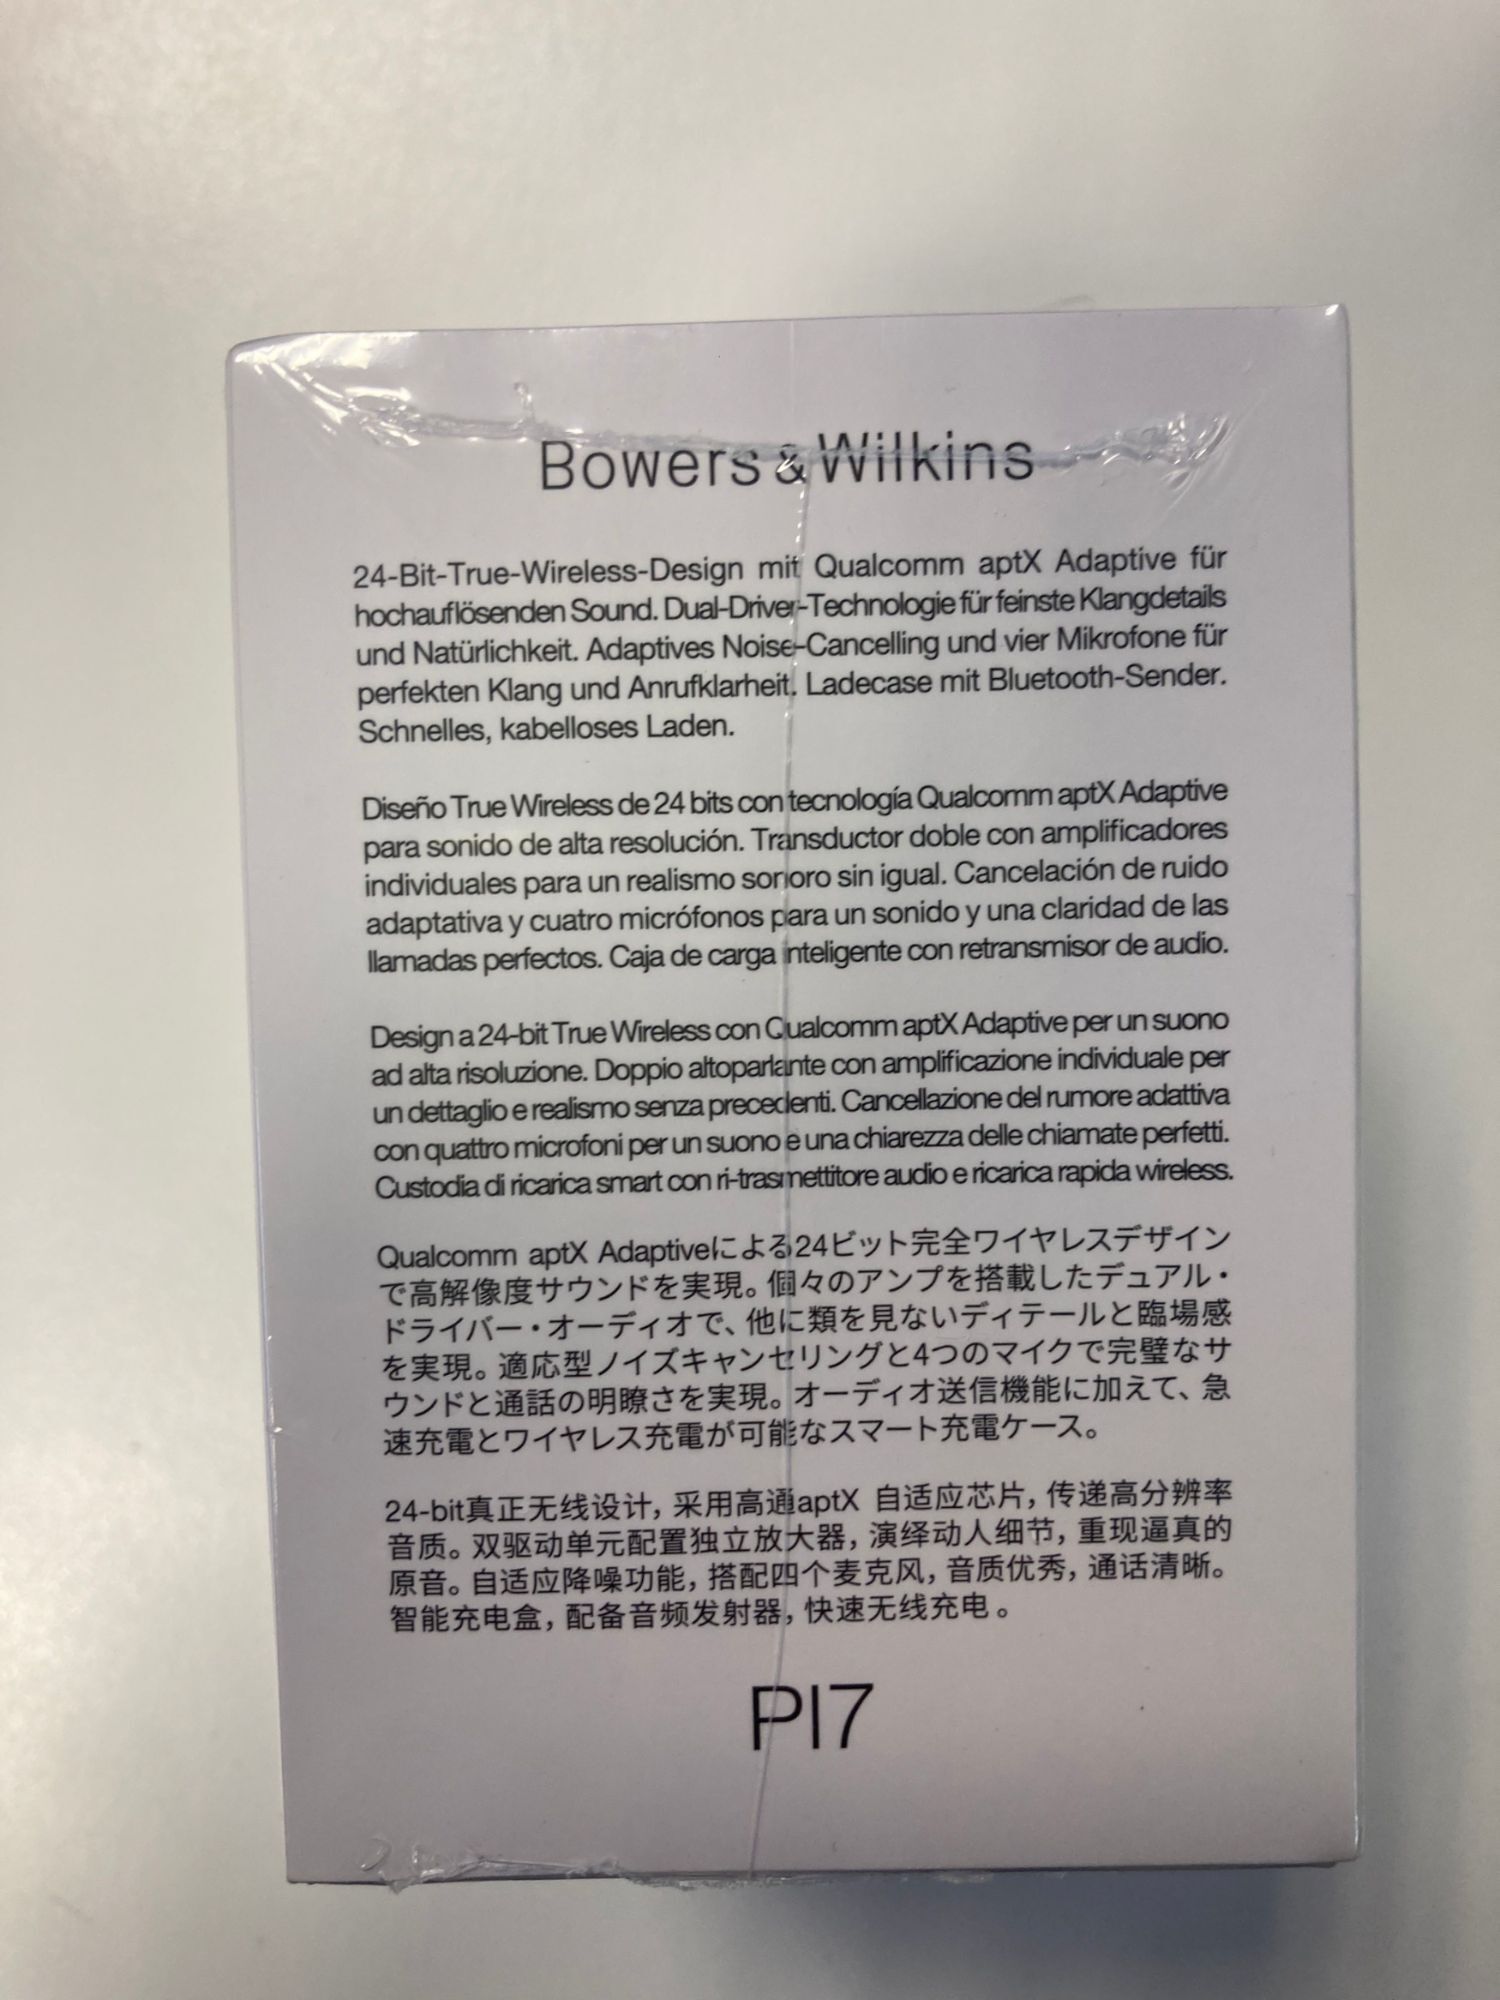 Bowers & Wilkins
24-Bit-True-Wireless-Design mit Qualcomm aptX Adaptive für
hochauflösenden Sound. Dual-Driver-Technologie für feinste Klangdetails
und Natürlichkeit. Adaptives Noise-Cancelling und vier Mikrofone für
perfekten Klang und Anrufklarheit. Ladecase mit Bluetooth-Sender.
Schnelles, kabelloses Laden.
Diseño True Wireless de 24 bits con tecnología Qualcomm aptX Adaptive
para sonido de alta resolución. Transductor doble con amplificadores
individuales para un realismo sonoro sin igual. Cancelación de ruido
adaptativa y cuatro micrófonos para un sonido y una claridad de las
llamadas perfectos. Caja de carga inteligente con retransmisor de audio.
Design a 24-bit True Wireless con Qualcomm aptX Adaptive per un suono
ad alta risoluzione. Doppio altoparlante con amplificazione individuale per
un dettaglio e realismo senza precedenti. Cancellazione del rumore adattiva
con quattro microfoni per un suono e una chiarezza delle chiamate perfetti.
Custodia di ricarica smart con ri-trasmettitore audio e ricarica rapida wireless.
Qualcomm aptX Adaptiveによる24ビット完全ワイヤレスデザイン
で高解像度サウンドを実現。個々のアンプを搭載したデュアル・
ドライバー・オーディオで、他に類を見ないディテールと臨場感
を実現。適応型ノイズキャンセリングと4つのマイクで完璧なサ
ウンドと通話の明瞭さを実現。オーディオ送信機能に加えて、急
速充電とワイヤレス充電が可能なスマート充電ケース。
24-bit真正无线设计，采用高通aptX 自适应芯片，传递高分辨率
音质。双驱动单元配置独立放大器，演绎动人细节，重现逼真的
原音。自适应降噪功能，搭配四个麦克风，音质优秀，通话清晰。
智能充电盒，配备音频发射器，快速无线充电。
PI7